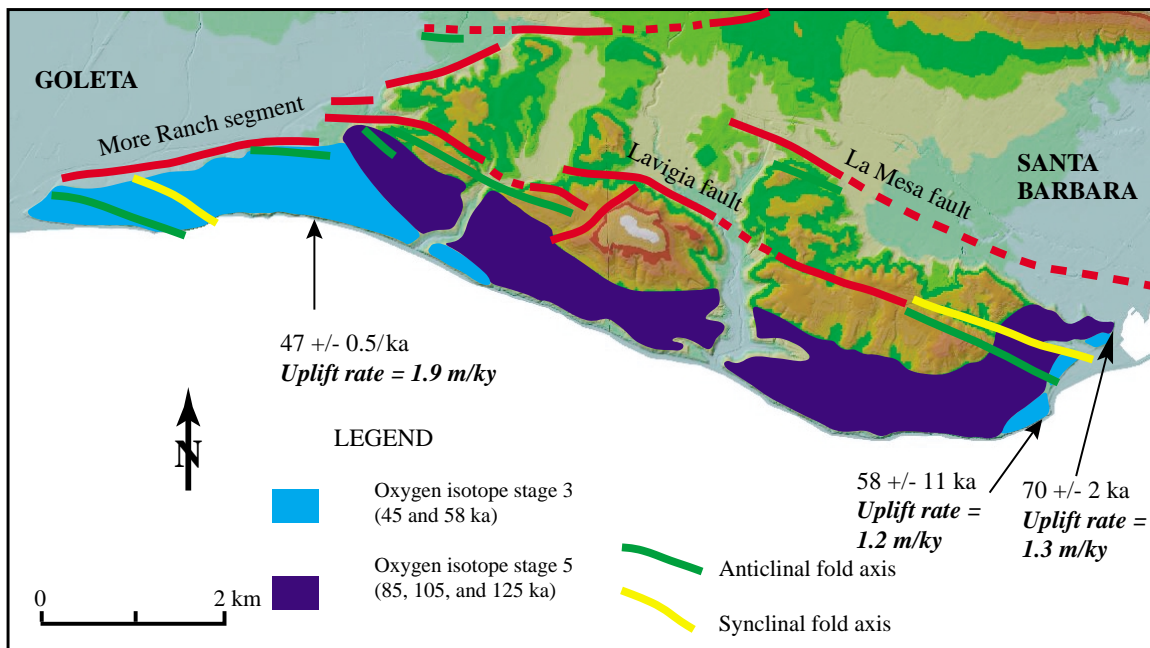 GOLETA
More Ranch segment
Lavigia fault
La Mesa fault
SANTA
BARBARA
47 +/- 0.5/ka
Uplift rate = 1.9 m/ky
N
LEGEND
Oxygen isotope stage 3
(45 and 58 ka)
Oxygen isotope stage 5
(85, 105, and 125 ka)
58 +/- 11 ka
Uplift rate =
1.2 m/ky
70 +/- 2 ka
Uplift rate =
1.3 m/ky
Anticlinal fold axis
Synclinal fold axis
0 2 km